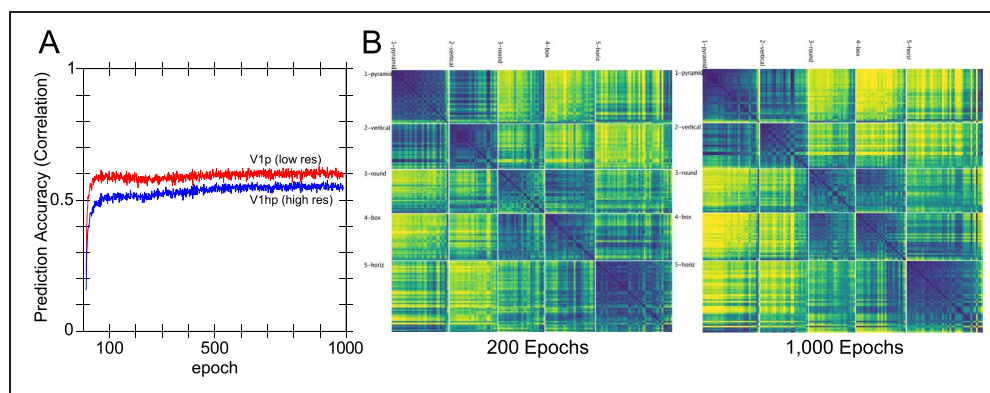 A
1
Prediction Accuracy (Correlation)
0.5
0
V1p (low res)
V1hp (high res)
100
500
1000
epoch
B
1-pyramid
2-vertical
3-round
4-box
5-horiz
1-pyramid
2-vertical
3-round
4-box
5-horiz
200 Epochs
1-pyramid
2-vertical
3-round
4-box
5-horiz
1-pyramid
2-vertical
3-round
4-box
5-horiz
1,000 Epochs